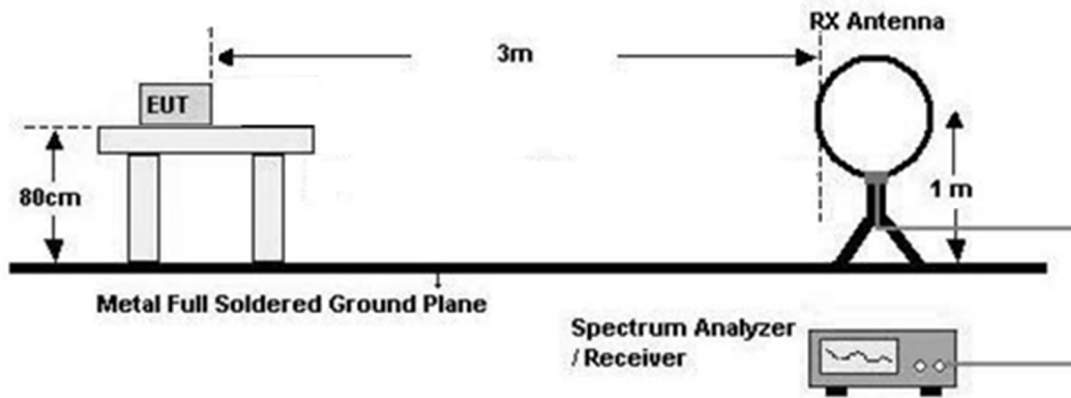 RX Antenna
3m
EUT
80cm
1 m
Metal Full Soldered Ground Plane
Spectrum Analyzer
/ Receiver